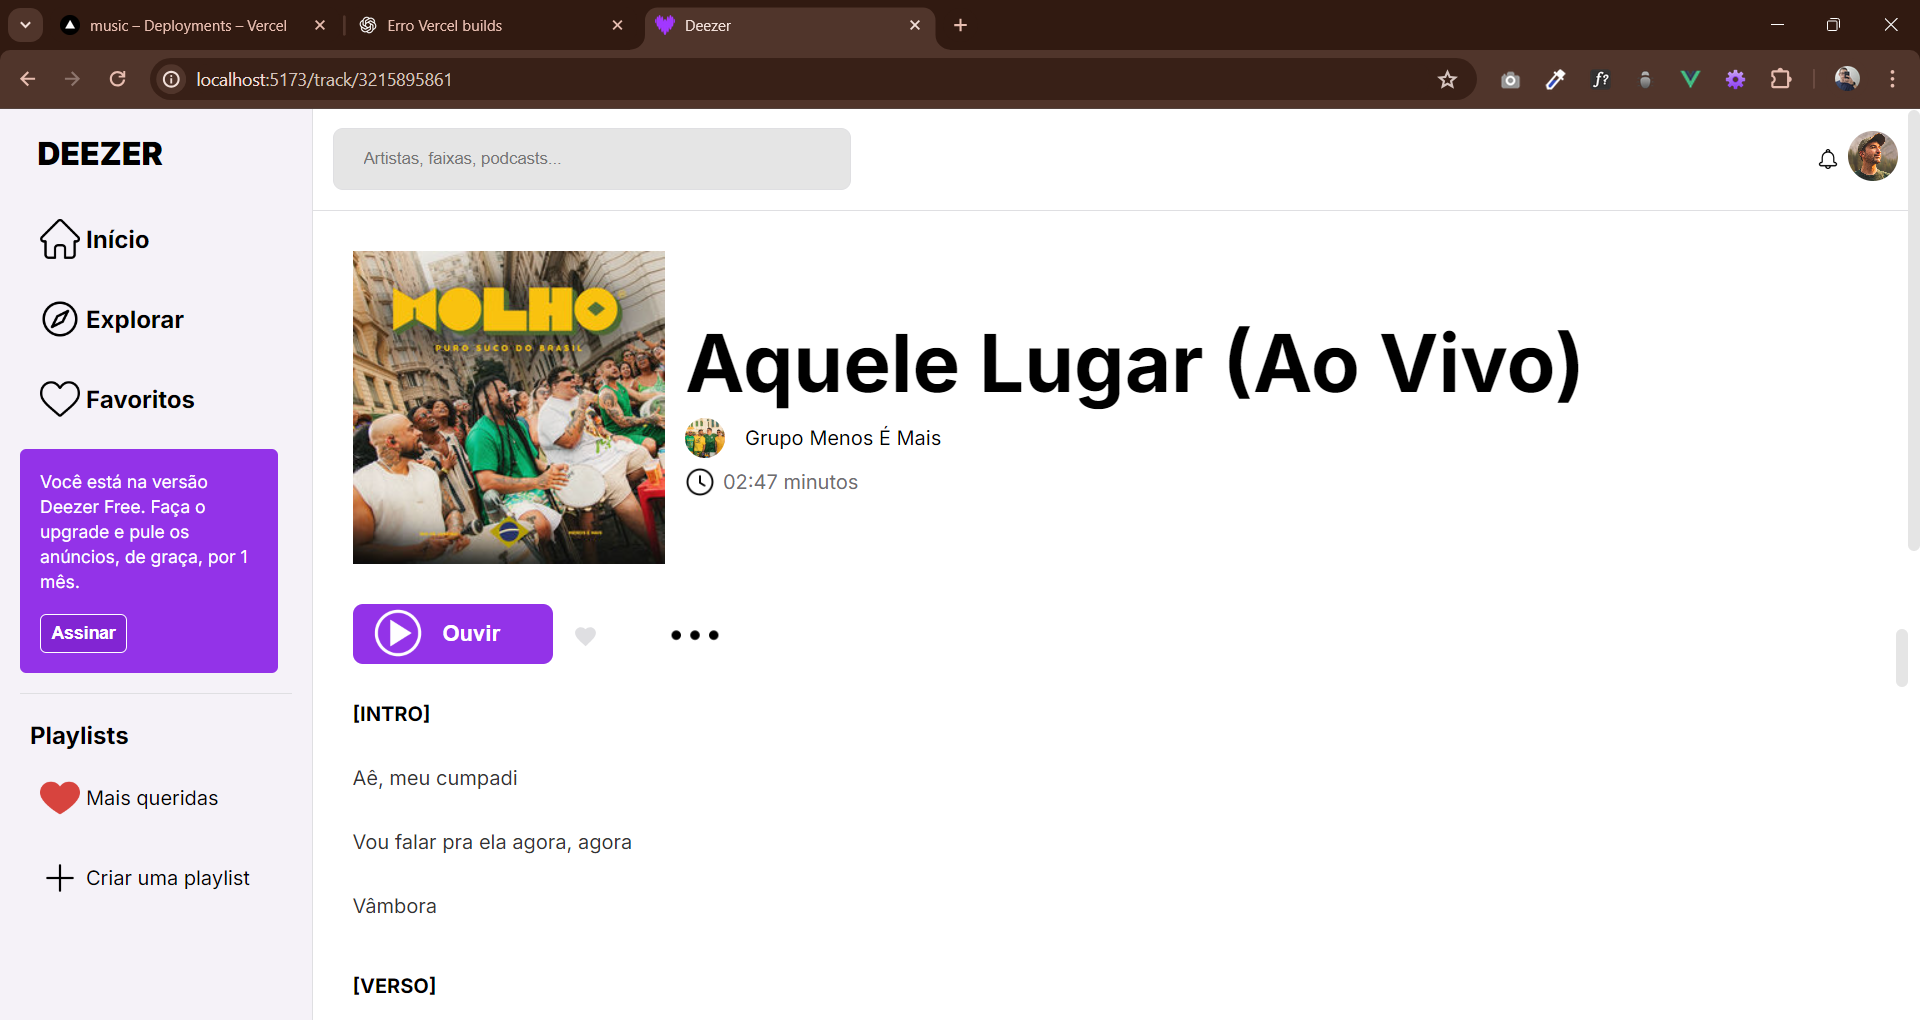 music – Deployments – Vercel
Erro Vercel builds
Deezer
localhost:5173/track/3215895861
f?
DEEZER
Artistas, faixas, podcasts...
Início
Explorar
Favoritos
Você está na versão
Deezer Free. Faça o
upgrade e pule os
anúncios, de graça, por 1
mês.
Assinar
Playlists
Mais queridas
Criar uma playlist
MOLHO
PURO SUCO DO BRASIL
Aquele Lugar (Ao Vivo)
Grupo Menos É Mais
02:47 minutos
Ouvir
[INTRO]
Aê, meu cumpadi
Vou falar pra ela agora, agora
Vâmbora
[VERSO]